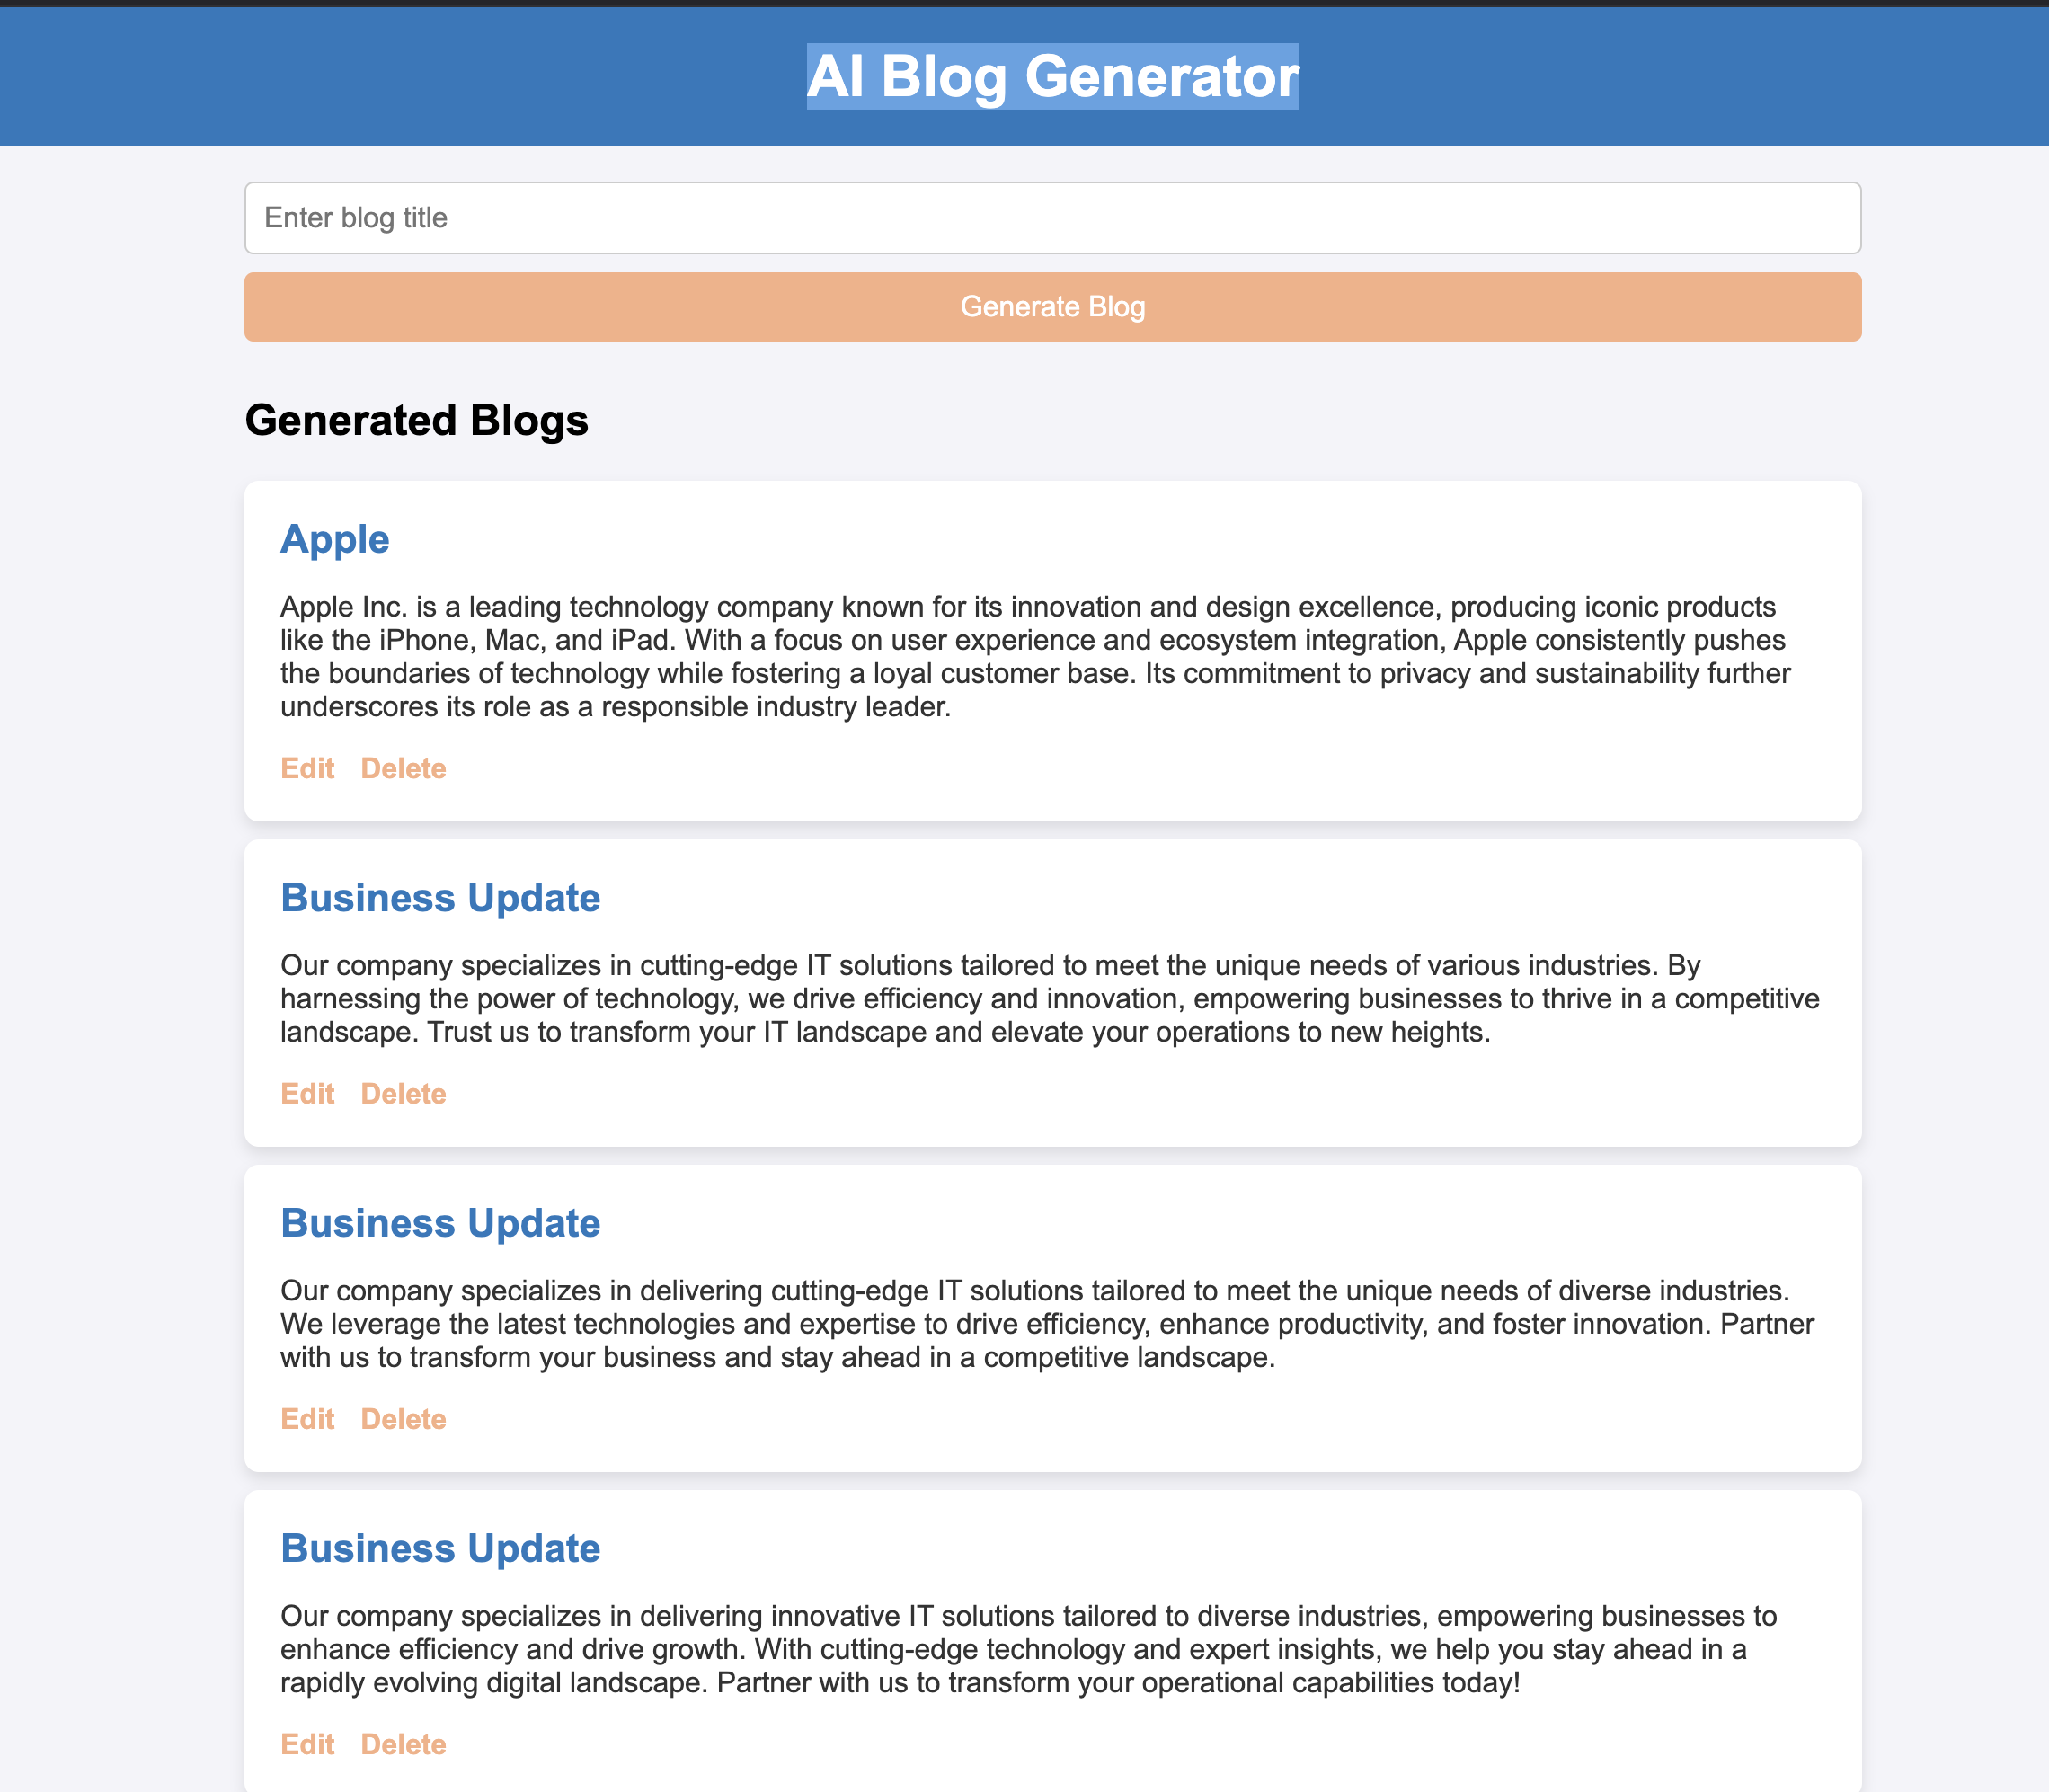 AI Blog Generator
Enter blog title
Generate Blog
Generated Blogs
Apple
Apple Inc. is a leading technology company known for its innovation and design excellence, producing iconic products
like the iPhone, Mac, and iPad. With a focus on user experience and ecosystem integration, Apple consistently pushes
the boundaries of technology while fostering a loyal customer base. Its commitment to privacy and sustainability further
underscores its role as a responsible industry leader.
Edit Delete
Business Update
Our company specializes in cutting-edge IT solutions tailored to meet the unique needs of various industries. By
harnessing the power of technology, we drive efficiency and innovation, empowering businesses to thrive in a competitive
landscape. Trust us to transform your IT landscape and elevate your operations to new heights.
Edit Delete
Business Update
Our company specializes in delivering cutting-edge IT solutions tailored to meet the unique needs of diverse industries.
We leverage the latest technologies and expertise to drive efficiency, enhance productivity, and foster innovation. Partner
with us to transform your business and stay ahead in a competitive landscape.
Edit Delete
Business Update
Our company specializes in delivering innovative IT solutions tailored to diverse industries, empowering businesses to
enhance efficiency and drive growth. With cutting-edge technology and expert insights, we help you stay ahead in a
rapidly evolving digital landscape. Partner with us to transform your operational capabilities today!
Edit Delete